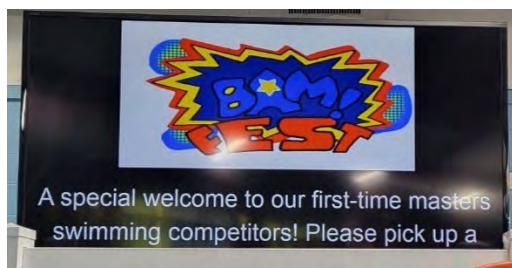 BAM!
FEST
A special welcome to our first-time masters
swimming competitors! Please pick up a